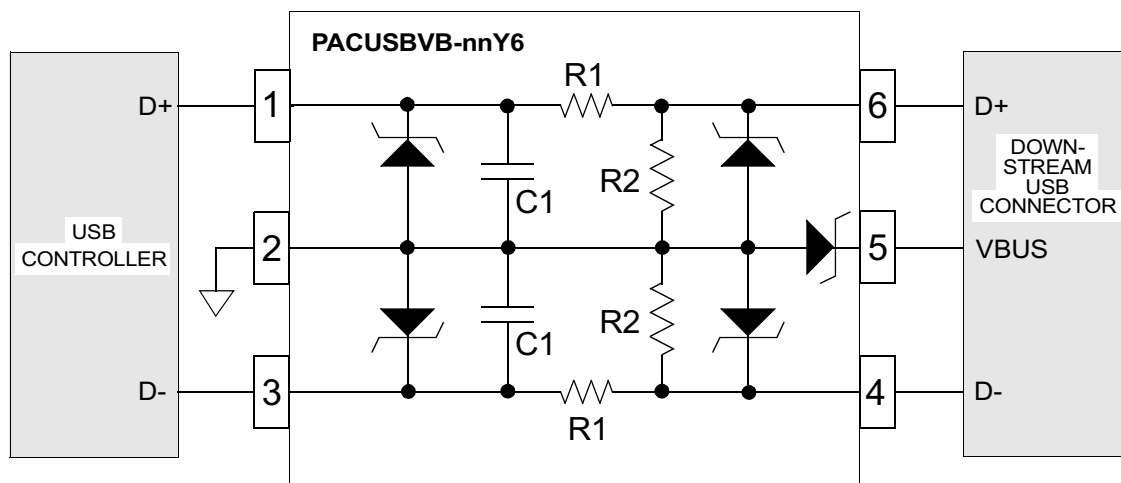 PACUSBVB-nnY6
R1
D+
1
6
D+
DOWN-
STREAM
USB
CONNECTOR
R2
C1
USB
CONTROLLER
2
5
VBUS
R2
C1
D-
3
4
D-
R1